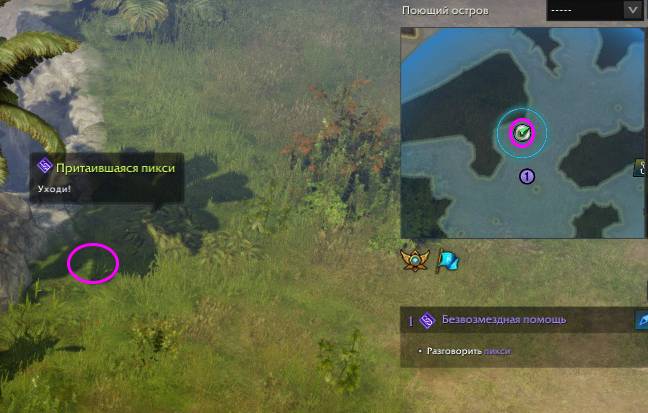 Поющий остров
-----
Притаившаяся пикси
Уходи!
1
1 Безвозмездная помощь
• Разговорить пикси